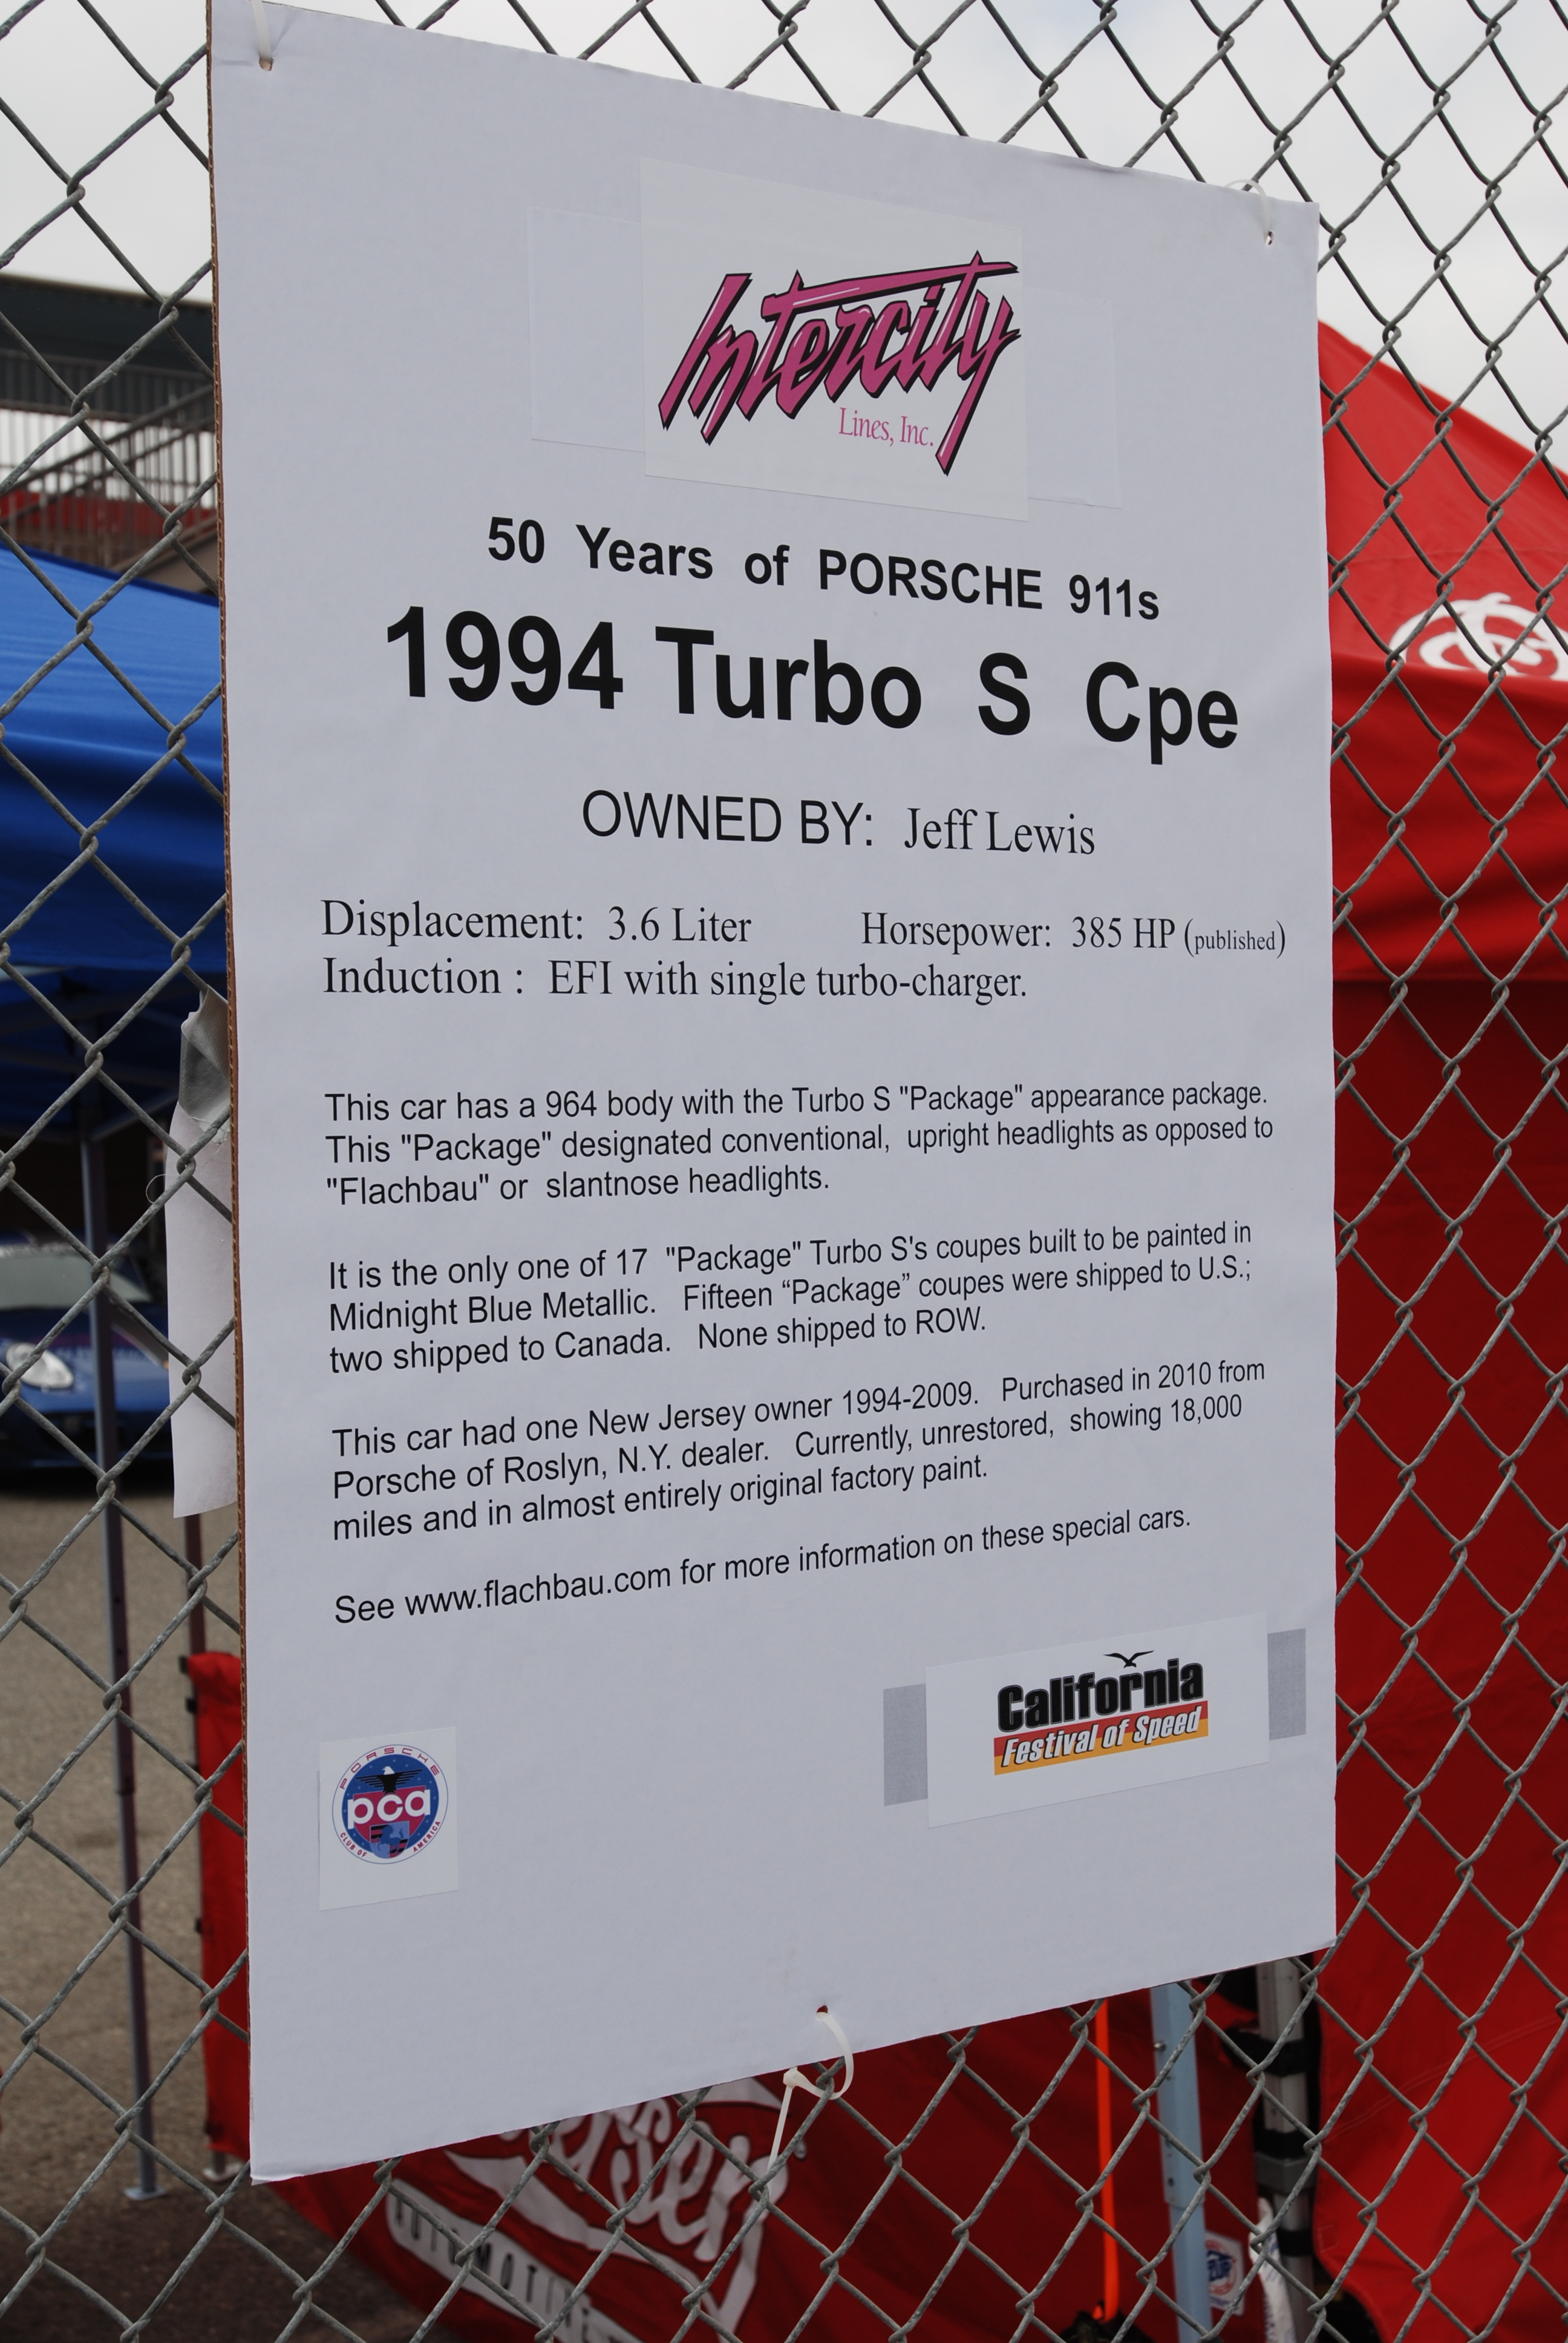 Intercity
Lines, Inc.
50 Years of PORSCHE 911s
1994 Turbo S Cpe
OWNED BY: Jeff Lewis
Displacement: 3.6 Liter Horsepower: 385 HP (published)
Induction : EFI with single turbo-charger.
This car has a 964 body with the Turbo S "Package" appearance package.
This "Package" designated conventional, upright headlights as opposed to
"Flachbau" or slantnose headlights.
It is the only one of 17 "Package" Turbo S's coupes built to be painted in
Midnight Blue Metallic. Fifteen “Package” coupes were shipped to U.S.;
two shipped to Canada. None shipped to ROW.
This car had one New Jersey owner 1994-2009. Purchased in 2010 from
Porsche of Roslyn, N.Y. dealer. Currently, unrestored, showing 18,000
miles and in almost entirely original factory paint.
See www.flachbau.com for more information on these special cars.
California
Festival of Speed
PORSCHE
pca
CLUB OF AMERICA
AUTOMOTIVE